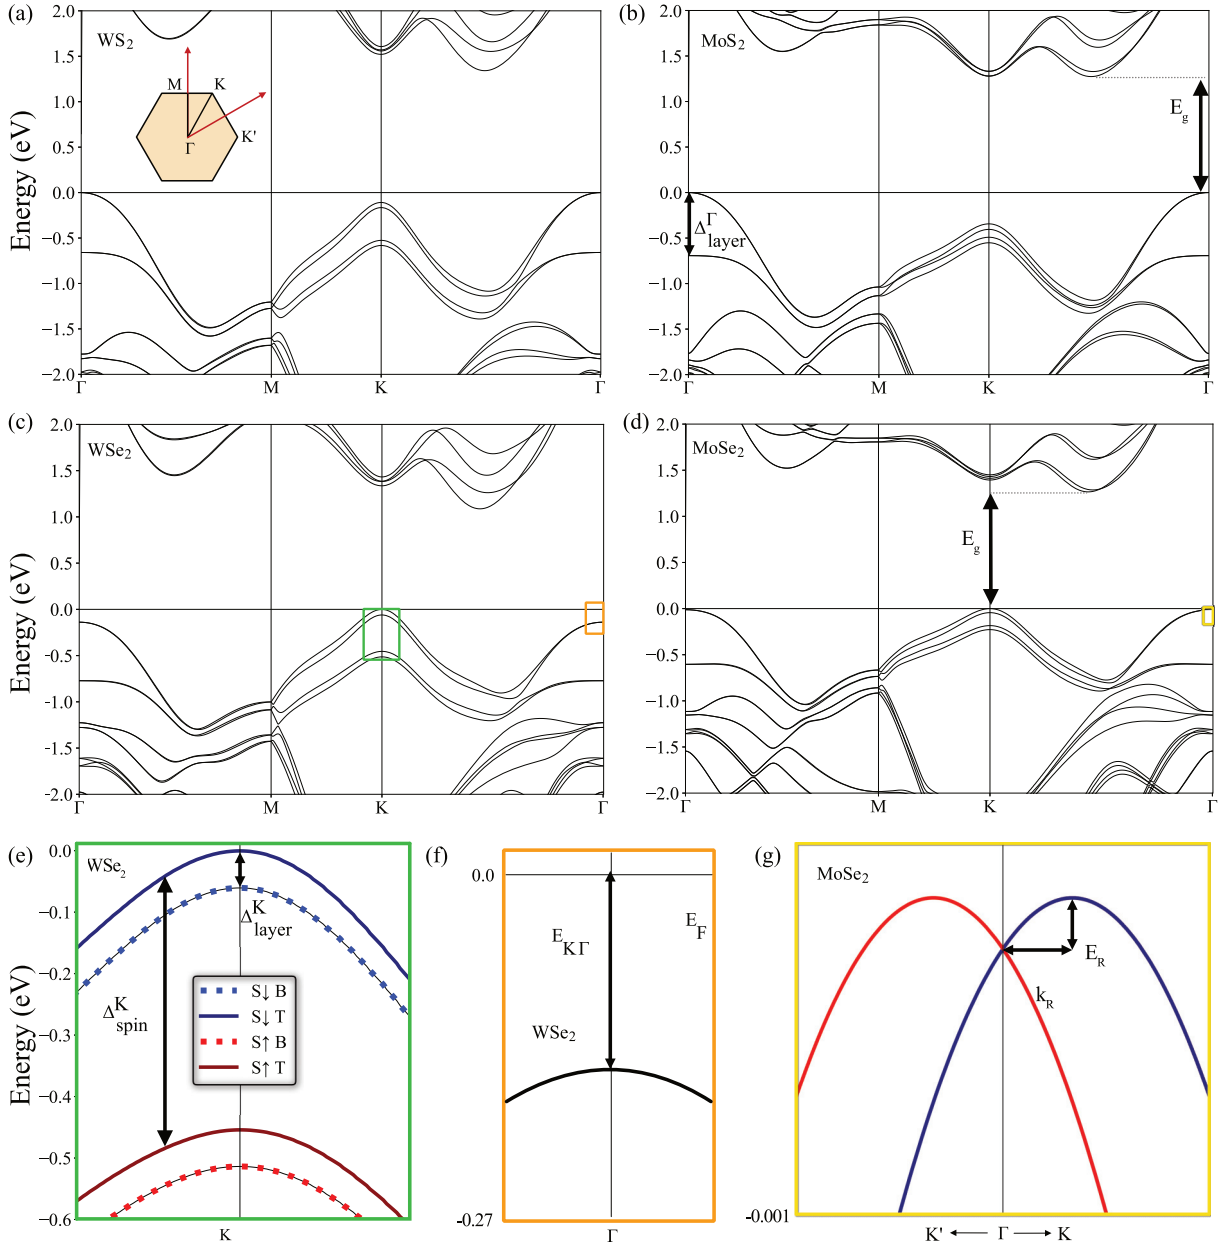 (a)
WS2
2.0
1.5
1.0
0.5
0.0
−0.5
−1.0
−1.5
−2.0
Energy (eV)
M
K
K'
Γ
Γ
M
K
Γ
(b)
MoS2
2.0
1.5
1.0
0.5
0.0
−0.5
−1.0
−1.5
−2.0
Eg
ΔΓlayer
Γ
M
K
Γ
(c)
WSe2
2.0
1.5
1.0
0.5
0.0
−0.5
−1.0
−1.5
−2.0
Energy (eV)
Γ
M
K
Γ
(d)
MoSe2
2.0
1.5
1.0
0.5
0.0
−0.5
−1.0
−1.5
−2.0
Eg
Γ
M
K
Γ
(e)
WSe2
0.0
−0.1
−0.2
−0.3
−0.4
−0.5
−0.6
Energy (eV)
ΔKlayer
ΔKspin
S↓ B
S↓ T
S↑ B
S↑ T
K
(f)
0.0
EKΓ
EF
WSe2
-0.27
Γ
(g)
MoSe2
ER
kR
-0.001
K' ← Γ → K